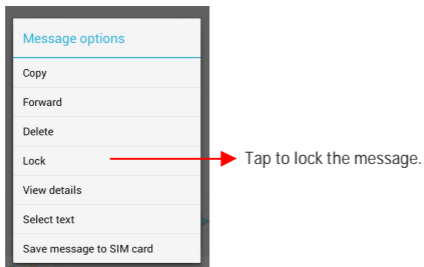 Message options
Copy
Forward
Delete
Lock
Tap to lock the message.
View details
Select text
Save message to SIM card